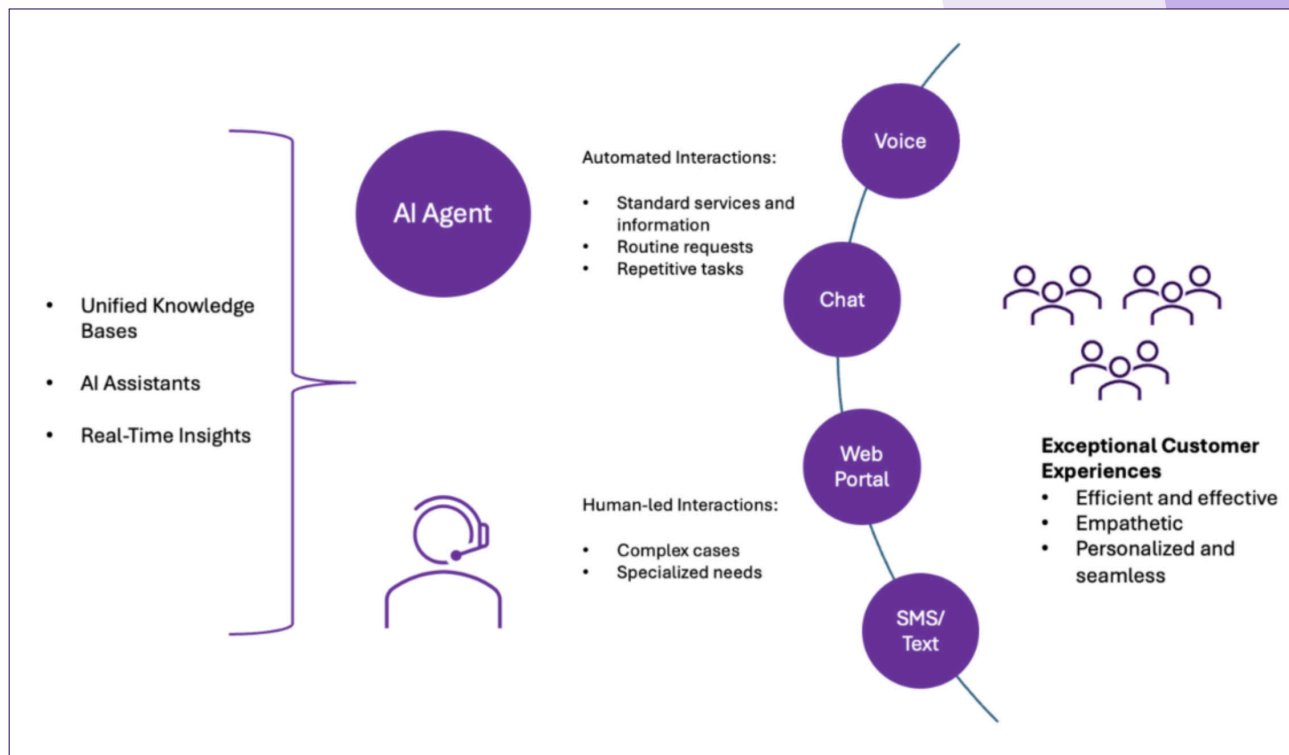 • Unified Knowledge
Bases
• AI Assistants
• Real-Time Insights
AI Agent
Automated Interactions:
• Standard services and
information
• Routine requests
• Repetitive tasks
Human-led Interactions:
• Complex cases
• Specialized needs
Voice
Chat
Web
Portal
SMS/
Text
Exceptional Customer
Experiences
• Efficient and effective
• Empathetic
• Personalized and
seamless